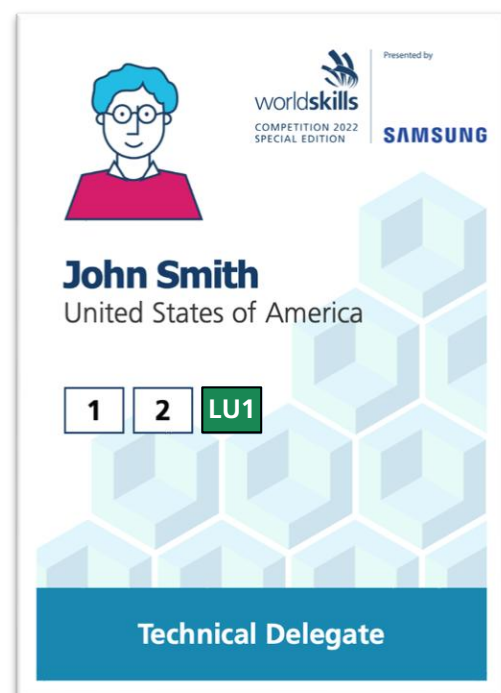 Presented by
worldskills
COMPETITION 2022
SPECIAL EDITION
SAMSUNG
John Smith
United States of America
1 2 LU1
Technical Delegate